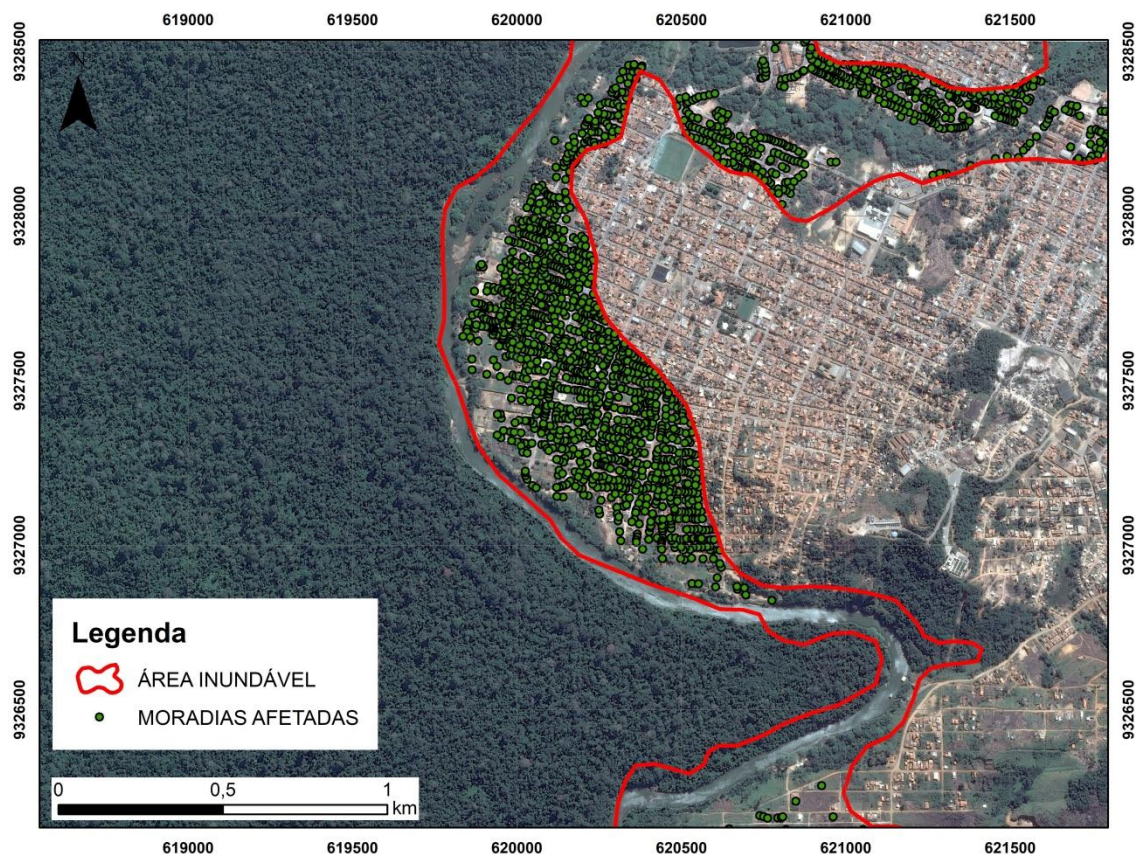 619000 619500 620000 620500 621000 621500
9328500 9328500
N
9328000 9328000
9327500 9327500
9327000 9327000
Legenda
ÁREA INUNDÁVEL
MORADIAS AFETADAS
9326500 9326500
0 0,5 1
km
619000 619500 620000 620500 621000 621500